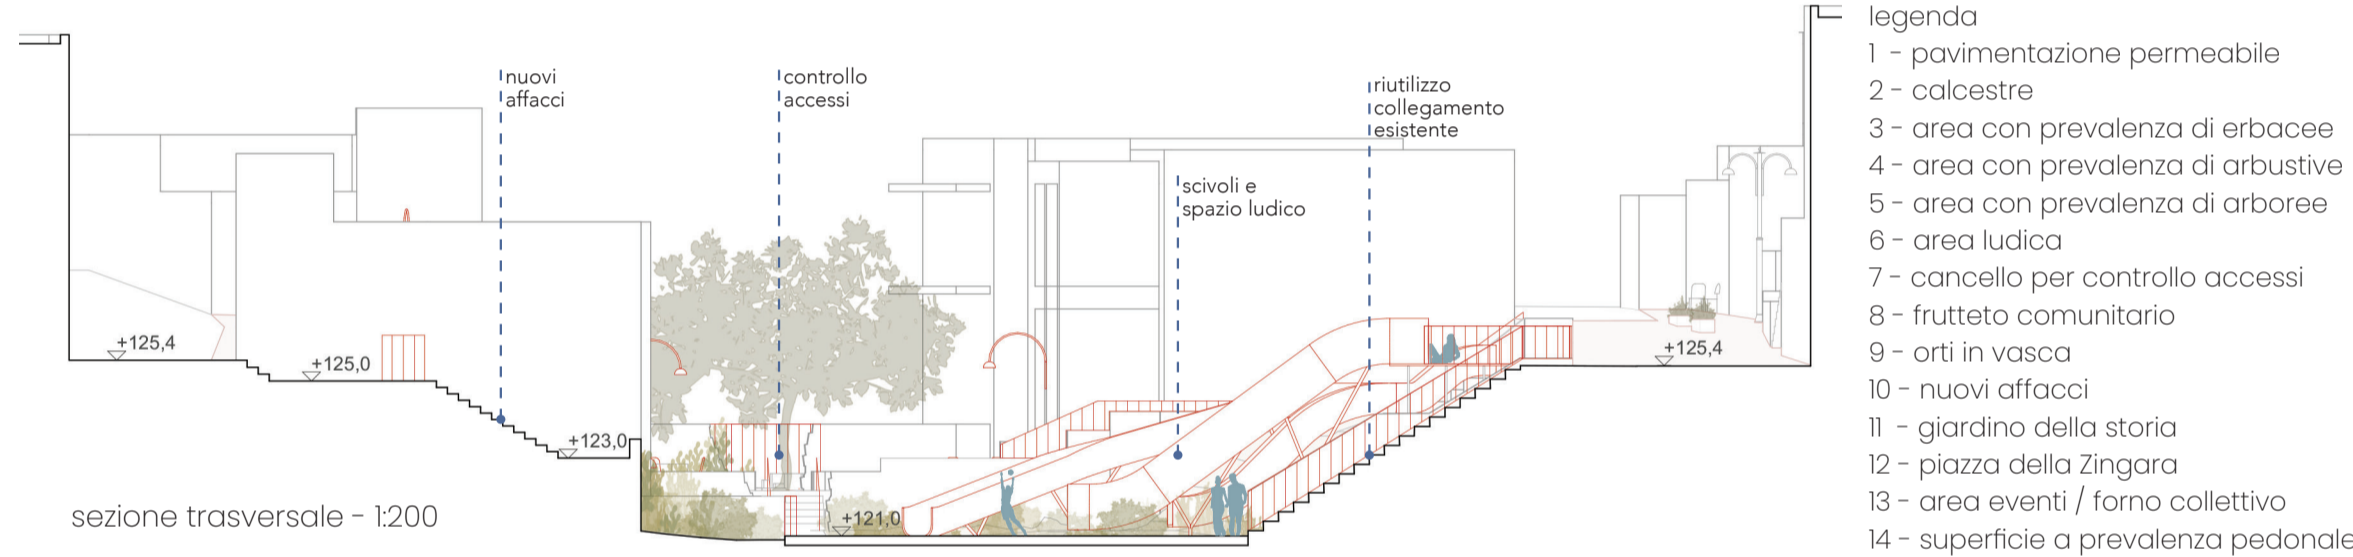 nuovi
affacci
controllo
accessi
riutilizzo
collegamento
esistente
scivoli e
spazio ludico
+125,4
+125,0
+123,0
+121,0
+125,4
sezione trasversale - 1:200
legenda
1 - pavimentazione permeabile
2 - calcestre
3 - area con prevalenza di erbacee
4 - area con prevalenza di arbustive
5 - area con prevalenza di arboree
6 - area ludica
7 - cancello per controllo accessi
8 - frutteto comunitario
9 - orti in vasca
10 - nuovi affacci
11 - giardino della storia
12 - piazza della Zingara
13 - area eventi / forno collettivo
14 - superficie a prevalenza pedonale